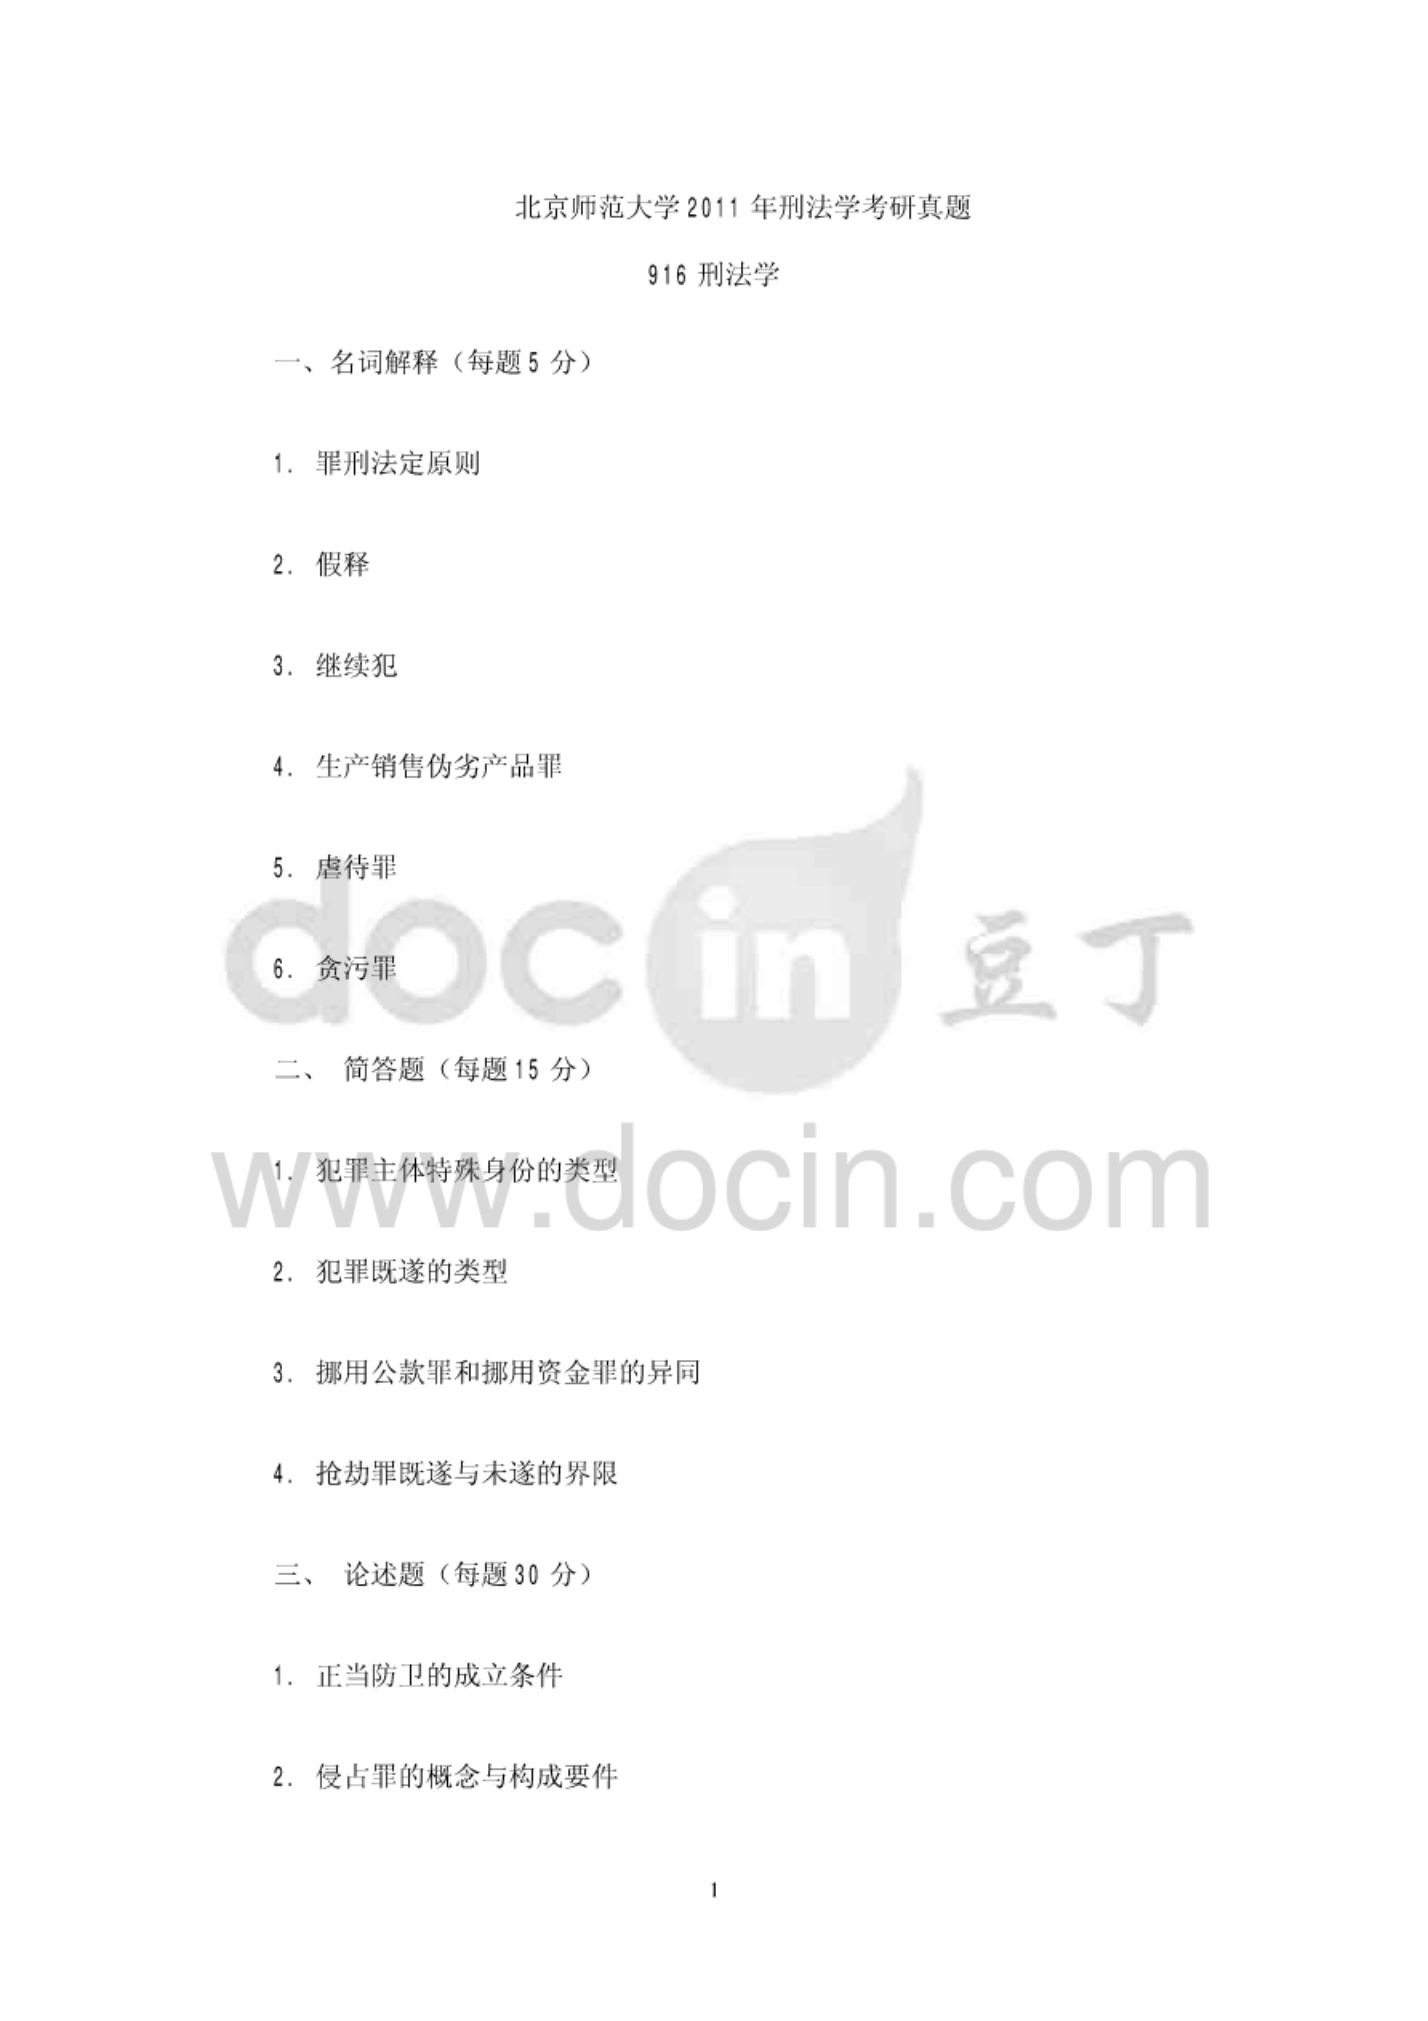 北京师范大学2011 年刑法学考研真题
916 刑法学
一、名词解释（每题5 分）
1. 罪刑法定原则
2. 假释
3. 继续犯
4. 生产销售伪劣产品罪
5. 虐待罪
6. 贪污罪
docin 豆丁
二、 简答题（每题15 分）
www.docin.com
1. 犯罪主体特殊身份的类型
2. 犯罪既遂的类型
3. 挪用公款罪和挪用资金罪的异同
4. 抢劫罪既遂与未遂的界限
三、 论述题（每题30 分）
1. 正当防卫的成立条件
2. 侵占罪的概念与构成要件
1